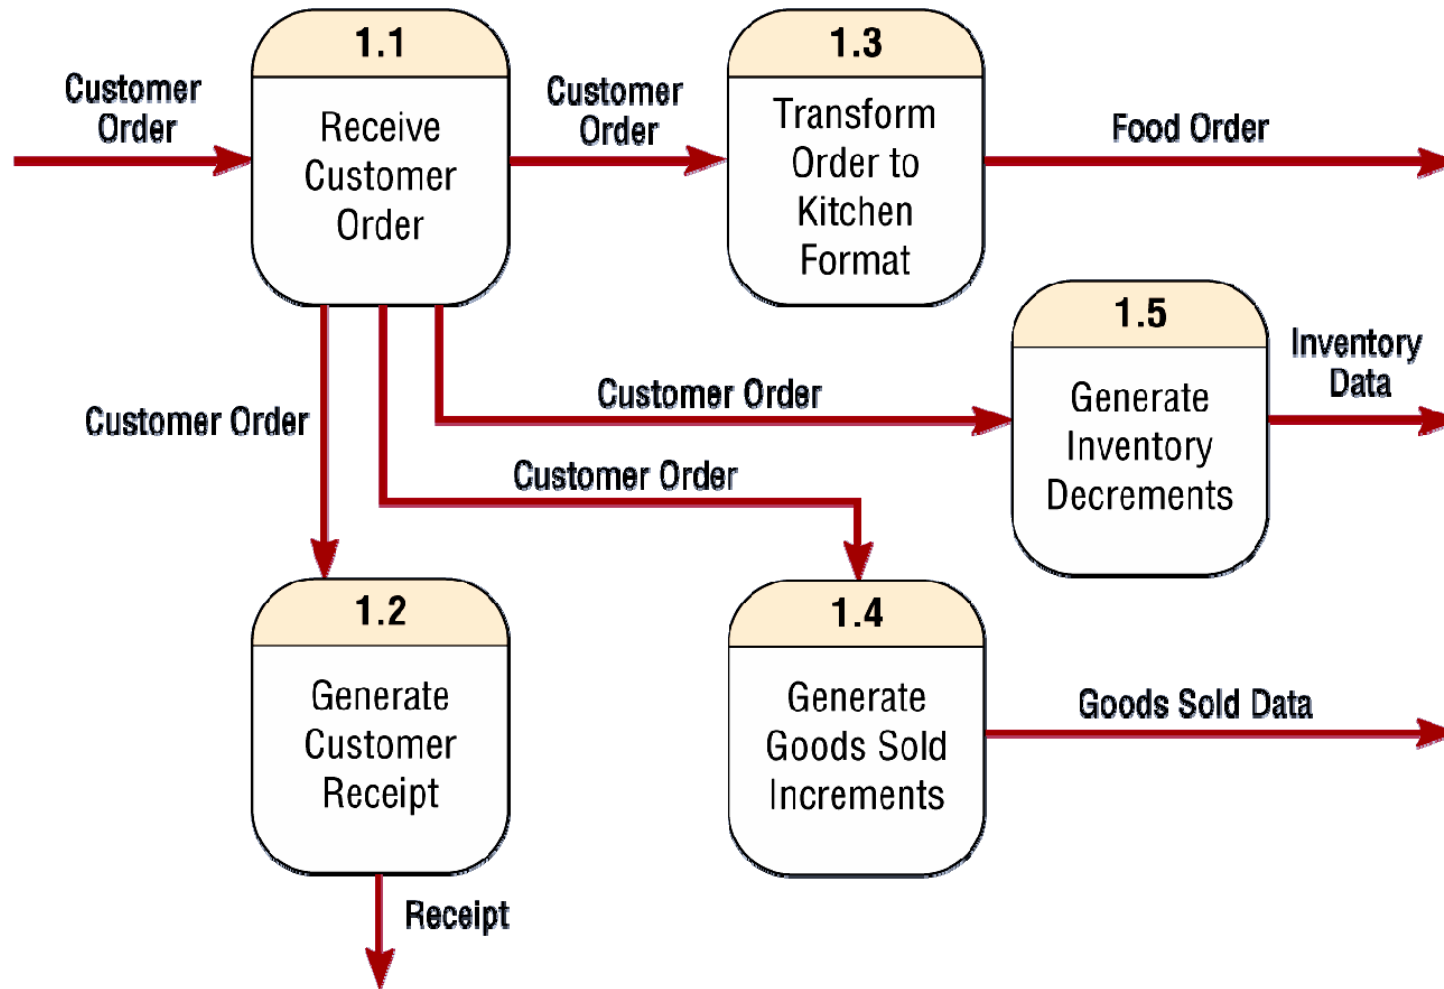 1.1
Receive
Customer
Order
Customer
Order
Customer
Order
1.3
Transform
Order to
Kitchen
Format
Food Order
1.5
Generate
Inventory
Decrements
Inventory
Data
Customer Order
Customer Order
Customer Order
1.2
Generate
Customer
Receipt
1.4
Generate
Goods Sold
Increments
Goods Sold Data
Receipt